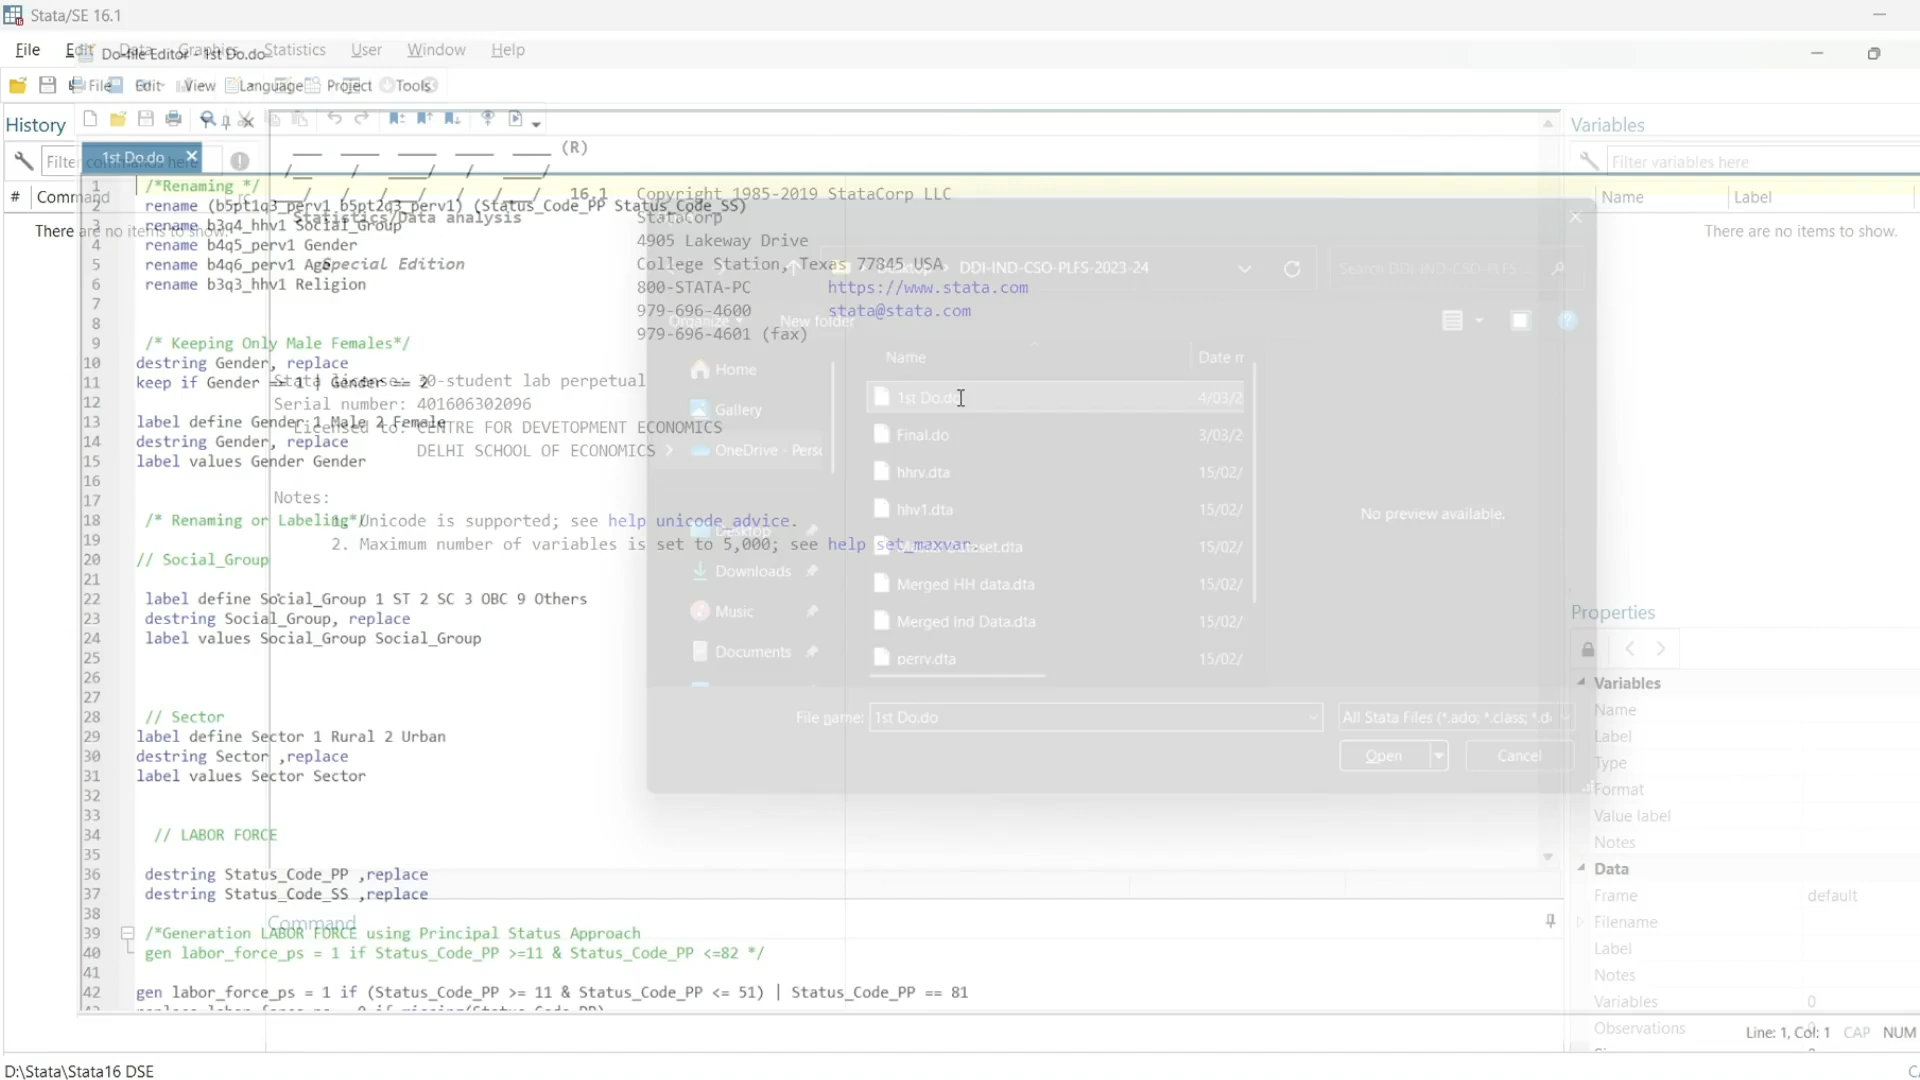 Stata/SE 16.1
File Edit Data Graphics Statistics User Window Help
Do-file Editor - 1st Do.do
File Edit View Language Project Tools
History
Filter commands here
# Command
There are no items to show.
1st Do.do
1 /*Renaming */
2 rename (b5pt1q3_perv1 b5pt2q3_perv1) (Status_Code_PP Status_Code_SS)
3 rename b3q4_hhv1 Social_Group
4 rename b4q5_perv1 Gender
5 rename b4q6_perv1 Age
6 rename b3q3_hhv1 Religion
7
8
9 /* Keeping Only Male Females*/
10 destring Gender, replace
11 keep if Gender == 1 | Gender == 2
12
13 label define Gender 1 Male 2 Female
14 destring Gender, replace
15 label values Gender Gender
16
17
18 /* Renaming or Labeling*/
19
20 // Social_Group
21
22 label define Social_Group 1 ST 2 SC 3 OBC 9 Others
23 destring Social_Group, replace
24 label values Social_Group Social_Group
25
26
27
28 // Sector
29 label define Sector 1 Rural 2 Urban
30 destring Sector ,replace
31 label values Sector Sector
32
33
34 // LABOR FORCE
35
36 destring Status_Code_PP ,replace
37 destring Status_Code_SS ,replace
38
39 /*Generation LABOR FORCE using Principal Status Approach
40 gen labor_force_ps = 1 if Status_Code_PP >=11 & Status_Code_PP <=82 */
41
42 gen labor_force_ps = 1 if (Status_Code_PP >= 11 & Status_Code_PP <= 51) | Status_Code_PP == 81
(R)
16.1 Copyright 1985-2019 StataCorp LLC
Statistics/Data analysis StataCorp
4905 Lakeway Drive
Special Edition College Station, Texas 77845 USA
800-STATA-PC https://www.stata.com
979-696-4600 stata@stata.com
979-696-4601 (fax)
Stata license: 30-student lab perpetual
Serial number: 401606302096
Licensed to: CENTRE FOR DEVETOPMENT ECONOMICS
DELHI SCHOOL OF ECONOMICS
Notes:
1. Unicode is supported; see help unicode_advice.
2. Maximum number of variables is set to 5,000; see help set_maxvar.
Command
DDI-IND-CSO-PLFS-2023-24
Search DDI-IND-CSO-PLFS-...
Organize New folder
Home
Gallery
OneDrive - Perso
Desktop
Downloads
Music
Documents
Name Date m
1st Do.do 4/03/2
Final.do 3/03/2
hhrv.dta 15/02/
hhv1.dta 15/02/
15/02/
Merged HH data.dta 15/02/
Merged Ind Data.dta 15/02/
perrv.dta 15/02/
No preview available.
File name: 1st Do.do
All Stata Files (*.ado; *.class; *.d
Open Cancel
Variables
Filter variables here
Name Label
There are no items to show.
Properties
Variables
Name
Label
Type
Format
Value label
Notes
Data
Frame default
Filename
Label
Notes
Variables 0
Observations 0
Line: 1, Col: 1 CAP NUM
D:\Stata\Stata16 DSE